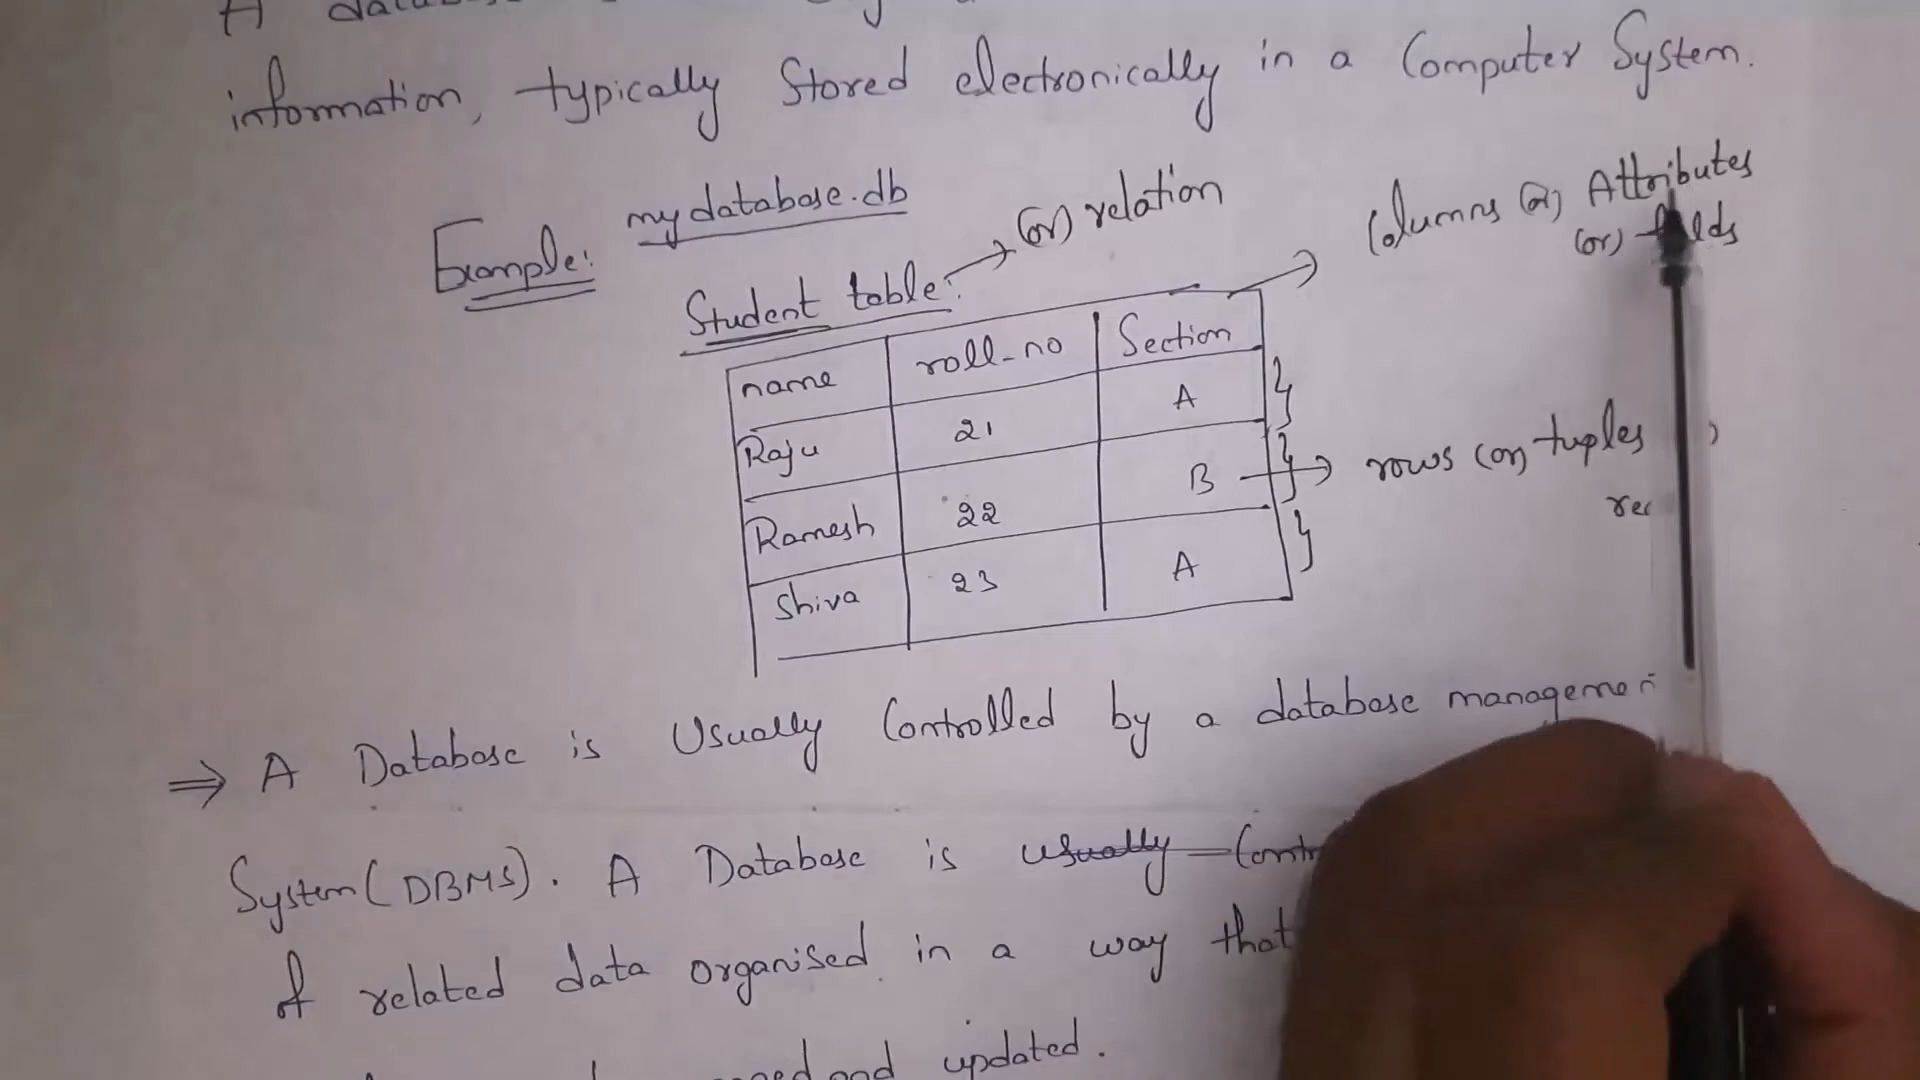 A
information, typically Stored electronically in a Computer System.
Example: mydatabase.db
Student table: (or) relation
Columns (or) Attributes
(or) fields
name roll-no Section
Raju 21 A
Ramesh 22 B
Shiva 23 A
rows (or) tuples
⇒ A Database is Usually Controlled by a database
System (DBMS). A Database is usually
of related data organised in a way that
and updated.